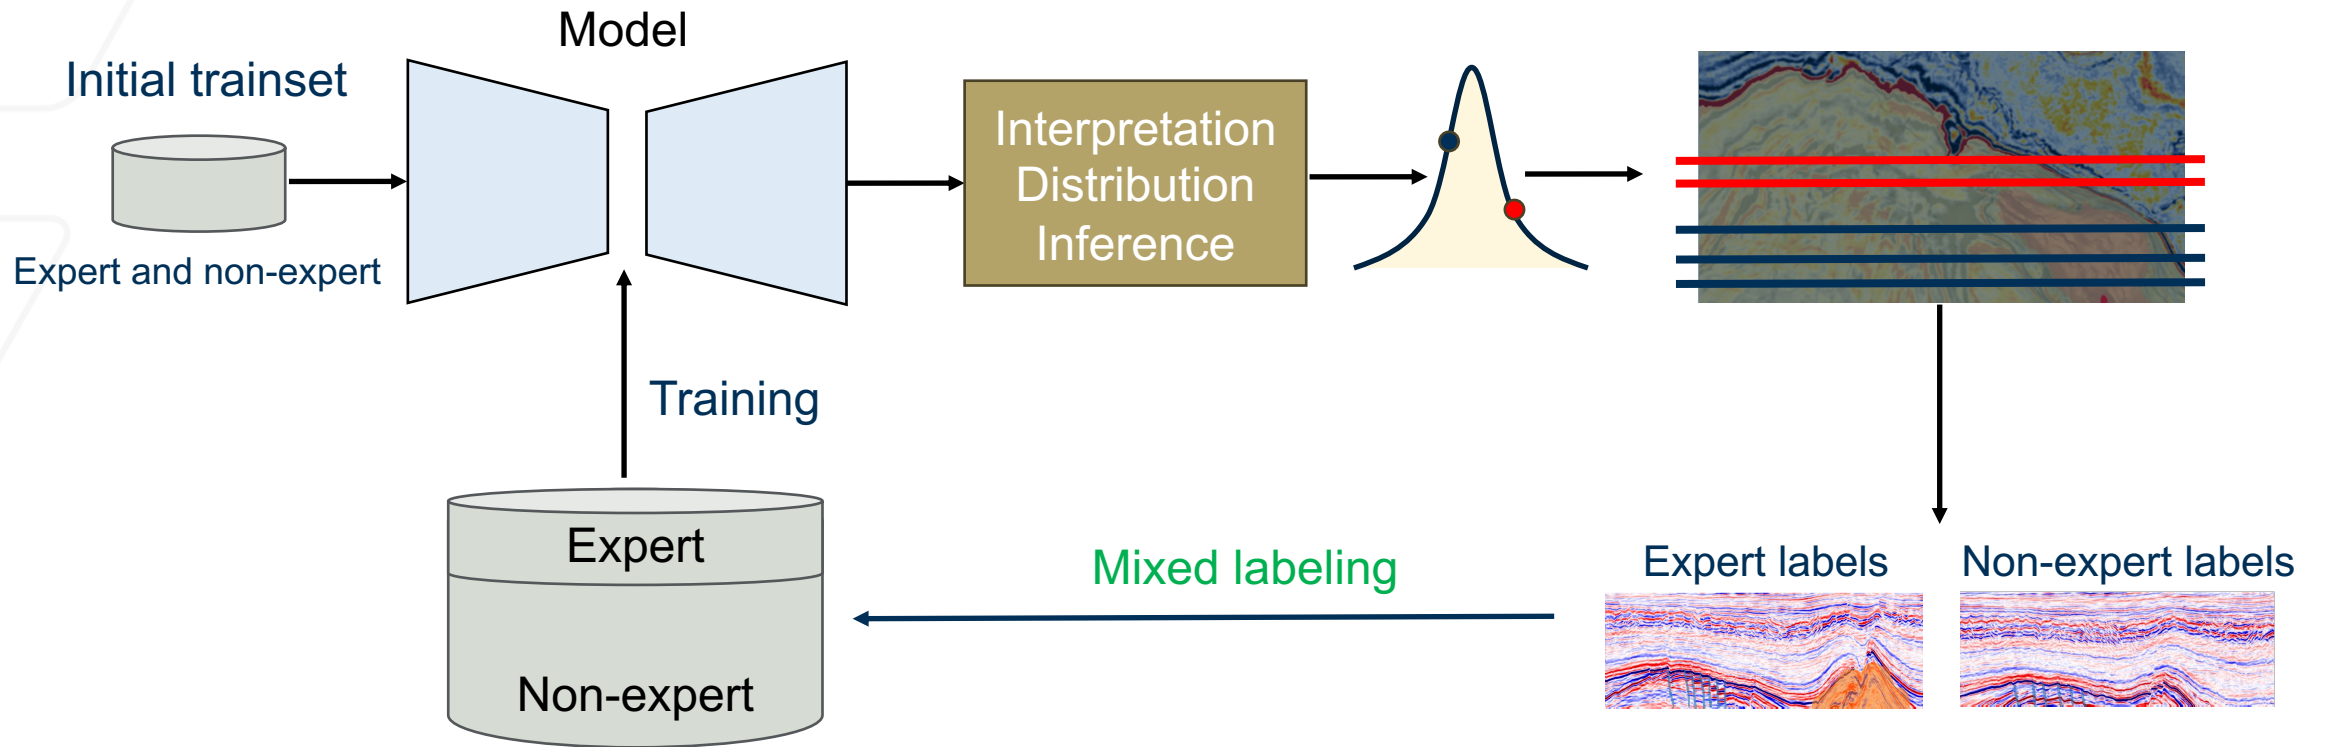 Model
Initial trainset
Expert and non-expert
Interpretation
Distribution
Inference
Training
Expert
Non-expert
Mixed labeling
Expert labels
Non-expert labels